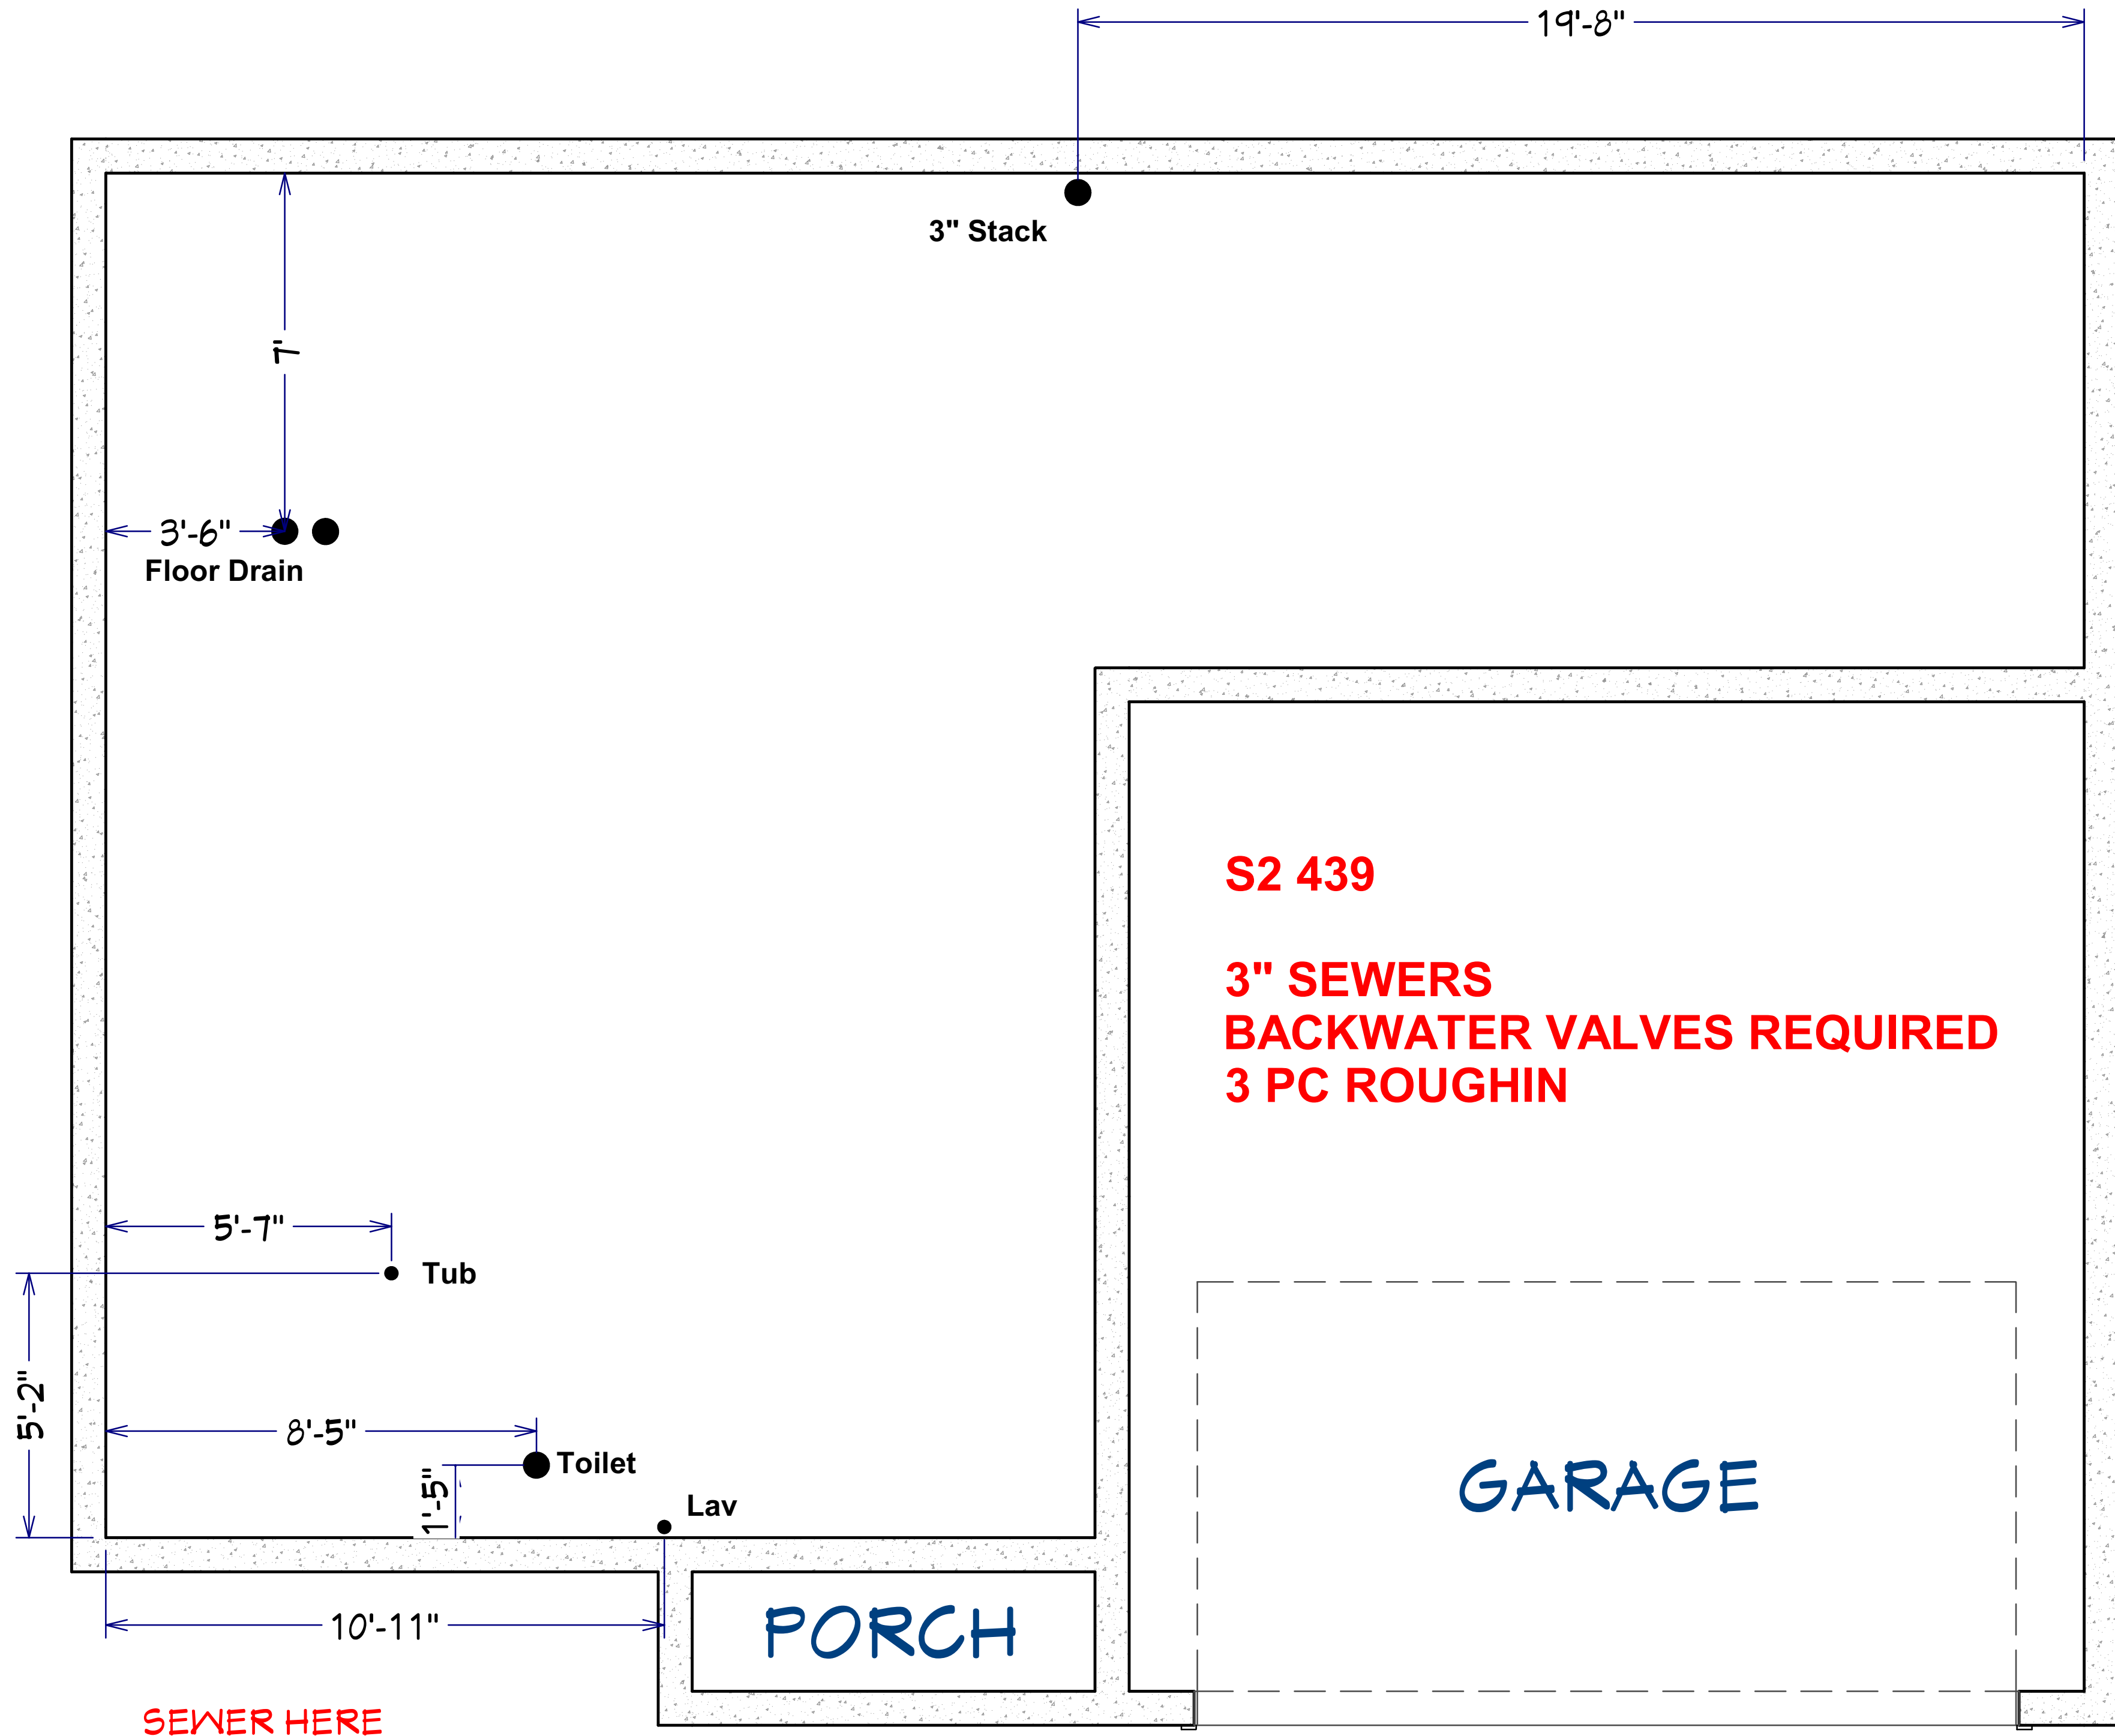 19'-8"
3" Stack
7'
3'-6"
Floor Drain
S2 439
3" SEWERS
BACKWATER VALVES REQUIRED
3 PC ROUGHIN
5'-7"
Tub
5'-2"
8'-5"
Toilet
1'-5"
Lav
GARAGE
10'-11"
PORCH
SEWER HERE